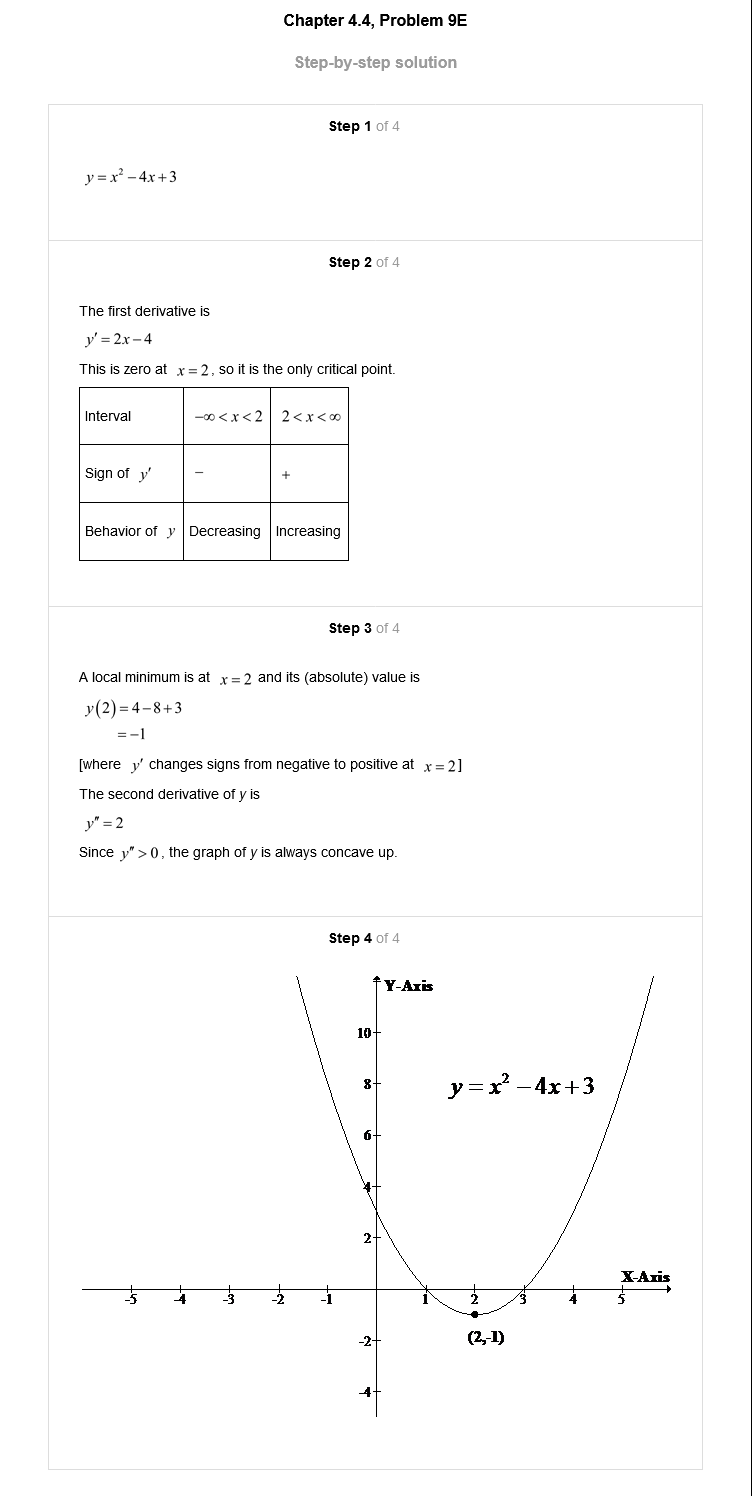 Chapter 4.4, Problem 9E
Step-by-step solution
Step 1 of 4
y = x² − 4x + 3
Step 2 of 4
The first derivative is
y′ = 2x − 4
This is zero at x = 2, so it is the only critical point.
Interval −∞ < x < 2 2 < x < ∞
Sign of y′ − +
Behavior of y Decreasing Increasing
Step 3 of 4
A local minimum is at x = 2 and its (absolute) value is
y(2) = 4 − 8 + 3
= −1
[where y′ changes signs from negative to positive at x = 2]
The second derivative of y is
y″ = 2
Since y″ > 0, the graph of y is always concave up.
Step 4 of 4
Y-Axis
10
y = x² − 4x + 3
8
6
4
2
X-Axis
-5 -4 -3 -2 -1 1 2 3 4 5
(2,-1)
-2
-4